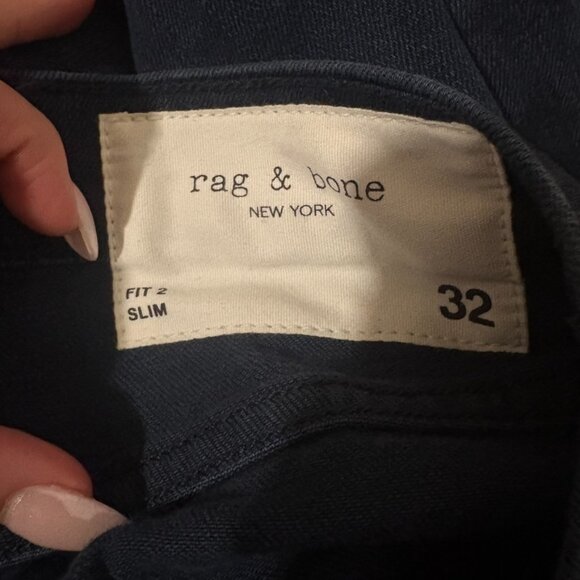 rag & bone
NEW YORK
FIT 2
SLIM
32